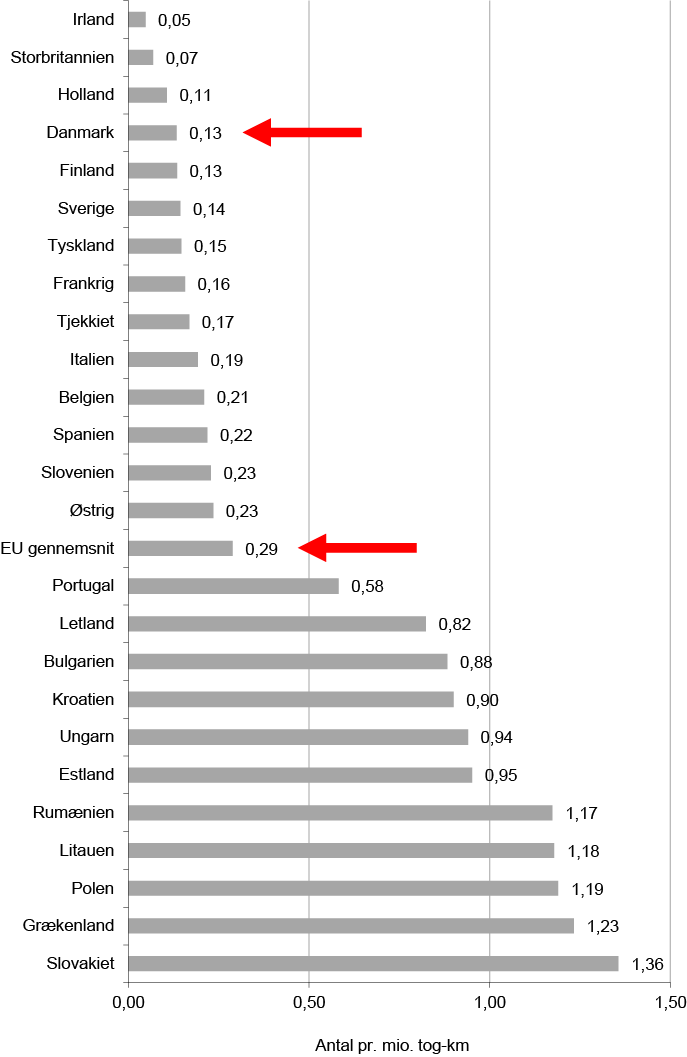 Irland 0,05
Storbritannien 0,07
Holland 0,11
Danmark 0,13
Finland 0,13
Sverige 0,14
Tyskland 0,15
Frankrig 0,16
Tjekkiet 0,17
Italien 0,19
Belgien 0,21
Spanien 0,22
Slovenien 0,23
Østrig 0,23
EU gennemsnit 0,29
Portugal 0,58
Letland 0,82
Bulgarien 0,88
Kroatien 0,90
Ungarn 0,94
Estland 0,95
Rumænien 1,17
Litauen 1,18
Polen 1,19
Grækenland 1,23
Slovakiet 1,36
0,00 0,50 1,00 1,50
Antal pr. mio. tog-km